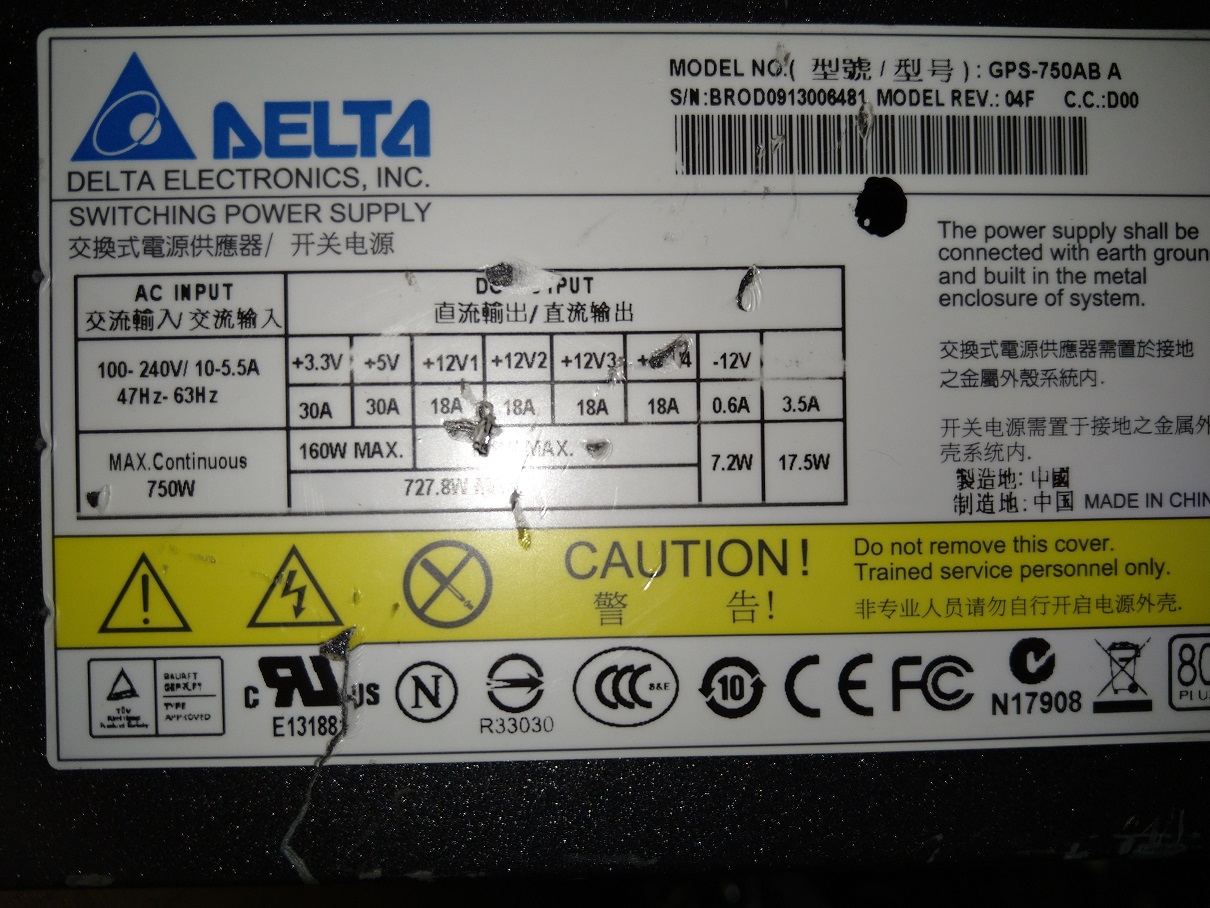 DELTA
DELTA ELECTRONICS, INC.
MODEL NO.( 型號 / 型号 ) : GPS-750AB A
S/N:BROD0913006481 MODEL REV.: 04F C.C.:D00
SWITCHING POWER SUPPLY
交換式電源供應器/ 开关电源
AC INPUT
交流輸入/ 交流输入
100- 240V/ 10-5.5A
47Hz- 63Hz
MAX.Continuous
750W
直流輸出/ 直流输出
+3.3V +5V +12V1 +12V2 +12V3 -12V
30A 30A 18A 18A 18A 18A 0.6A 3.5A
160W MAX. MAX. 7.2W 17.5W
727.8W
The power supply shall be
connected with earth groun
and built in the metal
enclosure of system.
交換式電源供應器需置於接地
之金屬外殼系統内.
开关电源需置于接地之金属外
壳系统内.
製造地: 中國
制造地: 中国 MADE IN CHIN
CAUTION !
警 告!
Do not remove this cover.
Trained service personnel only.
非专业人员请勿自行开启电源外壳.
TÜV
TYPE
APPROVED
C US
E13188
N
R33030
CCC S&E
10
CE FC
N17908
80
PLU